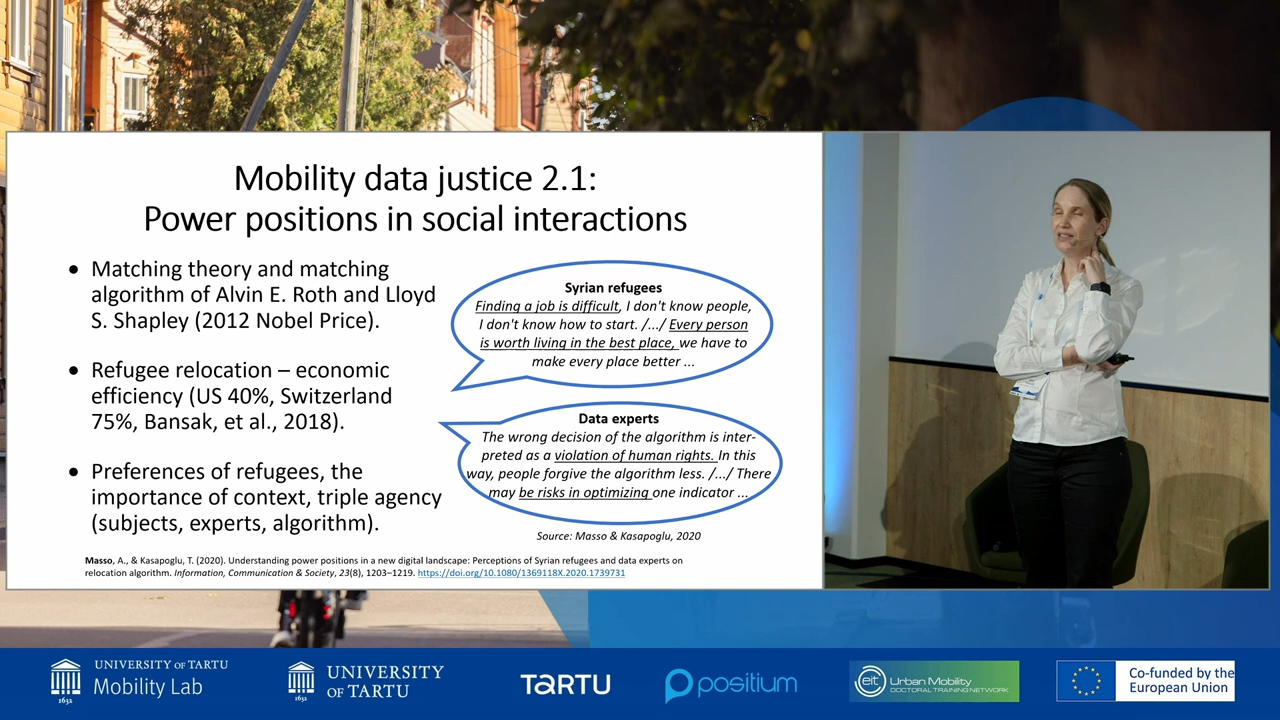 Mobility data justice 2.1:
Power positions in social interactions
• Matching theory and matching
algorithm of Alvin E. Roth and Lloyd
S. Shapley (2012 Nobel Price).
• Refugee relocation – economic
efficiency (US 40%, Switzerland
75%, Bansak, et al., 2018).
• Preferences of refugees, the
importance of context, triple agency
(subjects, experts, algorithm).
Syrian refugees
Finding a job is difficult, I don't know people,
I don't know how to start. /.../ Every person
is worth living in the best place, we have to
make every place better ...
Data experts
The wrong decision of the algorithm is inter-
preted as a violation of human rights. In this
way, people forgive the algorithm less. /.../ There
may be risks in optimizing one indicator ...
Source: Masso & Kasapoglu, 2020
Masso, A., & Kasapoglu, T. (2020). Understanding power positions in a new digital landscape: Perceptions of Syrian refugees and data experts on
relocation algorithm. Information, Communication & Society, 23(8), 1203–1219. https://doi.org/10.1080/1369118X.2020.1739731
UNIVERSITY OF TARTU
Mobility Lab
1632
UNIVERSITY
OF TARTU
1632
TARTU
positium
eit Urban Mobility
DOCTORAL TRAINING NETWORK
Co-funded by the
European Union